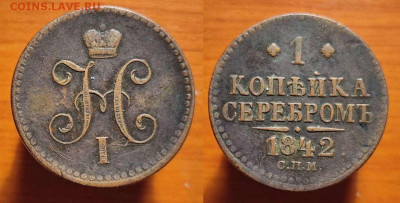 COINS.LAVE.RU
Н
I
1
КОПѢЙКА
СЕРЕБРОМЪ
1842
С.П.М.